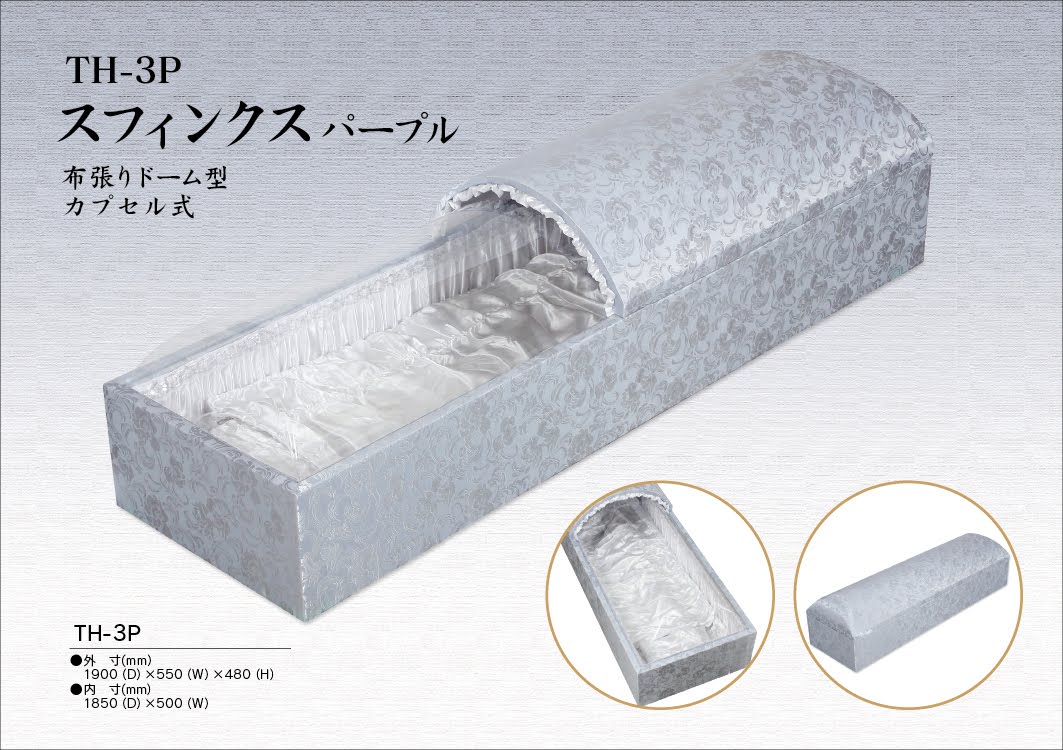 TH-3P
スフィンクス パープル
布張りドーム型
カプセル式
TH-3P
●外　寸(mm)
1900 (D) ×550 (W) ×480 (H)
●内　寸(mm)
1850 (D) ×500 (W)